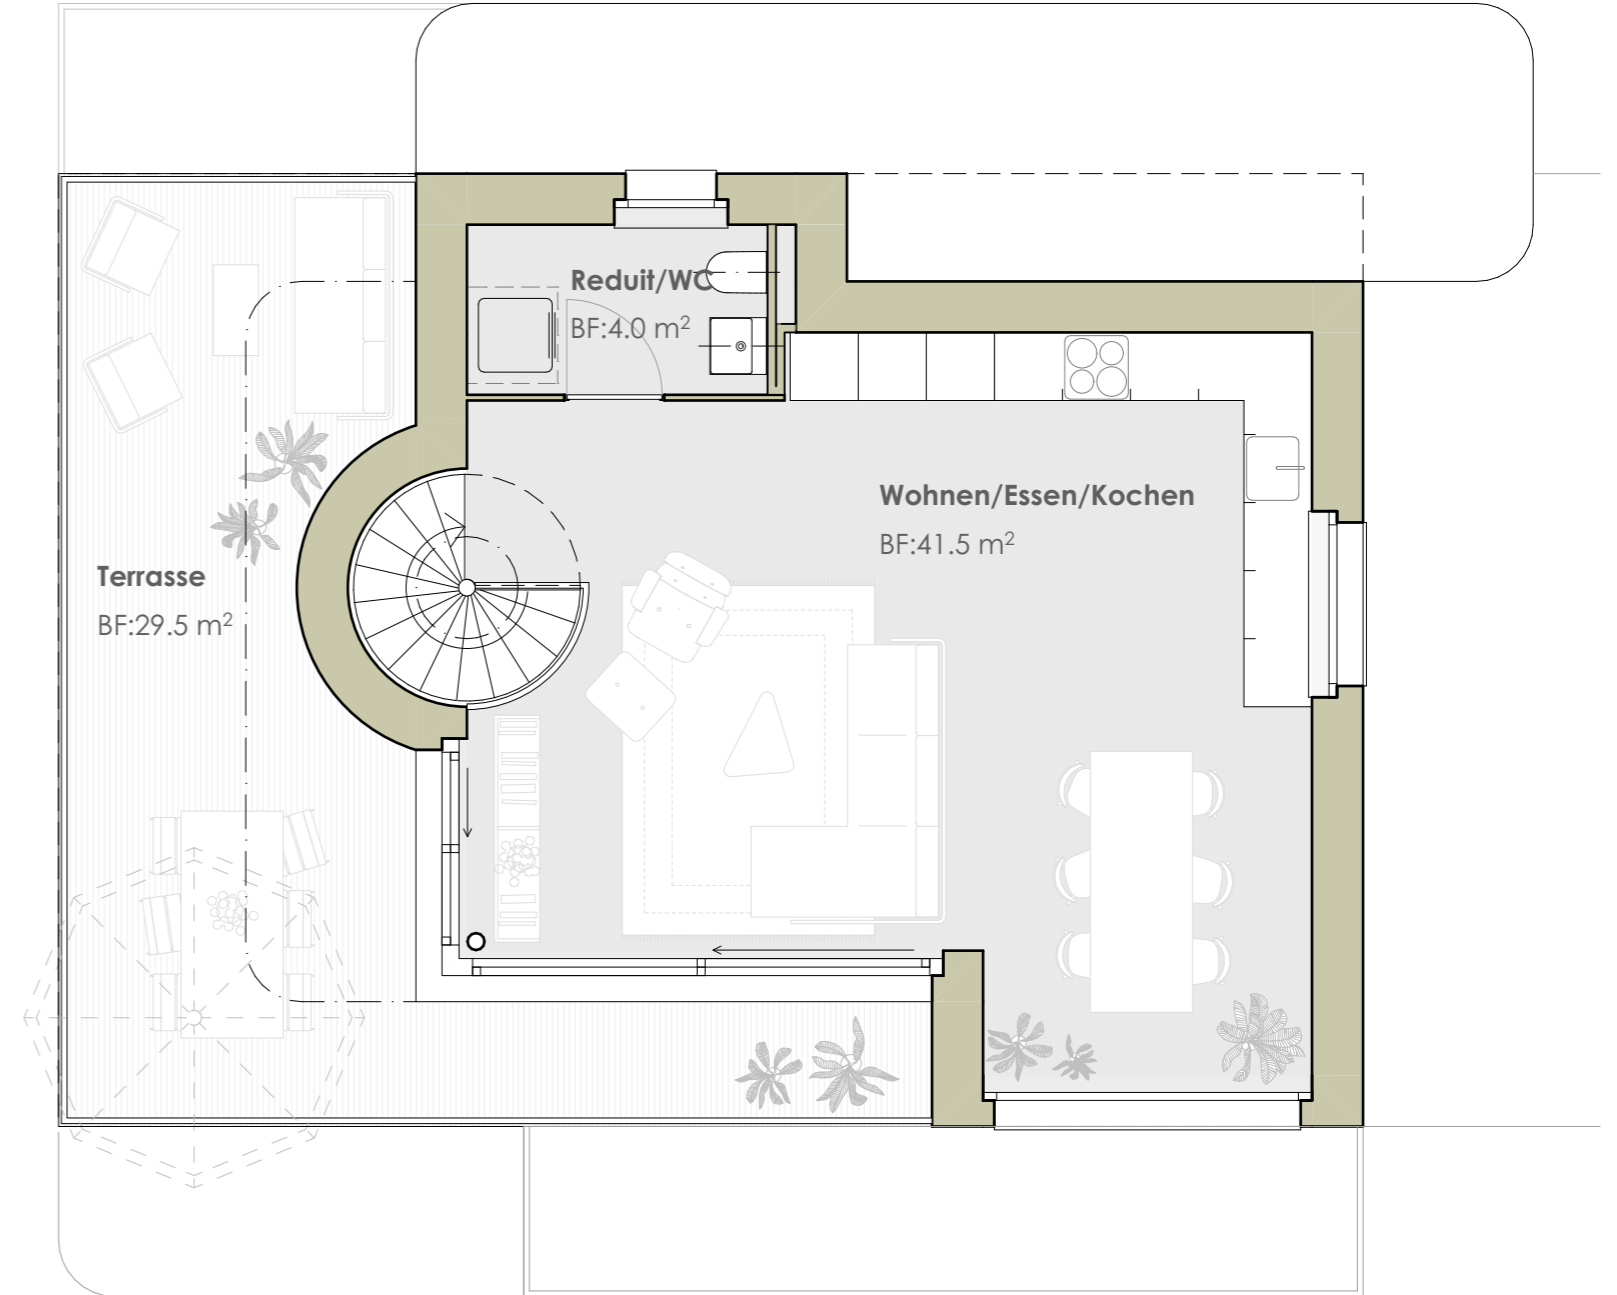 Reduit/WC
BF:4.0 m²
Wohnen/Essen/Kochen
BF:41.5 m²
Terrasse
BF:29.5 m²